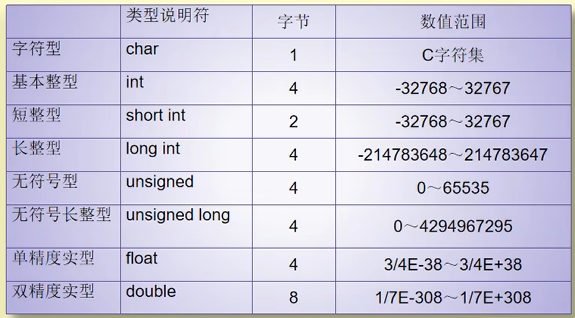 类型说明符 字节 数值范围
字符型 char 1 C字符集
基本整型 int 4 -32768～32767
短整型 short int 2 -32768～32767
长整型 long int 4 -214783648～214783647
无符号型 unsigned 4 0～65535
无符号长整型 unsigned long 4 0～4294967295
单精度实型 float 4 3/4E-38～3/4E+38
双精度实型 double 8 1/7E-308～1/7E+308